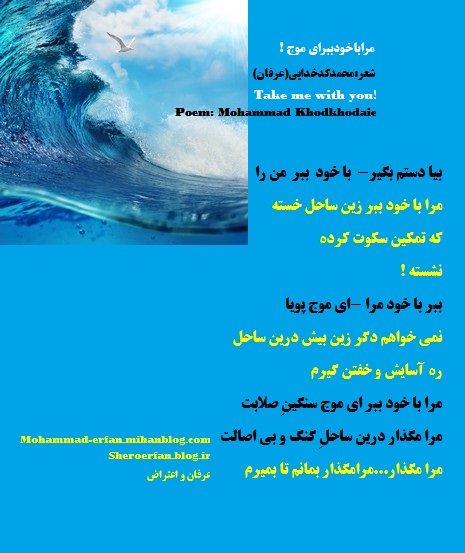 مراباخودببرای موج !
شعر:محمدکدخدایی(عرفان)
Take me with you!
Poem: Mohammad Khodkhodaie
بیا دستم بگیر- با خود ببر من را
مرا با خود ببر زین ساحل خسته
که تمکین سکوت کرده
نشسته !
ببر با خود مرا -ای موج پویا
نمی خواهم دگر زین بیش درین ساحل
ره آسایش و خفتن گیرم
مرا با خود ببر ای موج سنگینِ صلابت
مرا مگذار درین ساحلِ گنگ و بی اصالت
مرا مگذار...مرامگذار بمانم تا بمیرم
Mohammad-erfan.mihanblog.com
Sheroerfan.blog.ir
عرفان و اعتراض